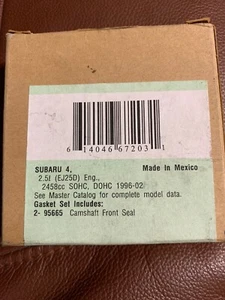 6 14046 67203 1
SUBARU 4, Made In Mexico
2.5ℓ (EJ25D) Eng.,
2458cc SOHC, DOHC 1996-02
See Master Catalog for complete model data.
Gasket Set Includes:
2- 95665 Camshaft Front Seal